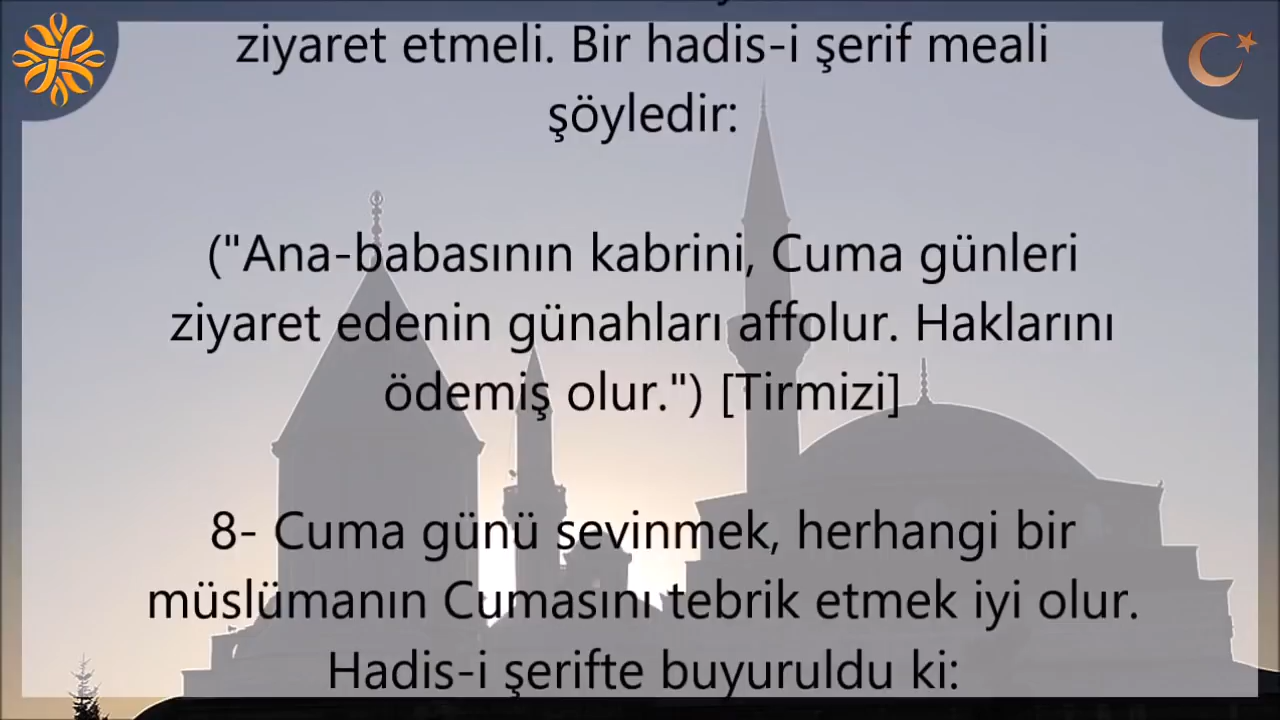 ziyaret etmeli. Bir hadis-i şerif meali
şöyledir:
("Ana-babasının kabrini, Cuma günleri
ziyaret edenin günahları affolur. Haklarını
ödemiş olur.") [Tirmizi]
8- Cuma günü sevinmek, herhangi bir
müslümanın Cumasını tebrik etmek iyi olur.
Hadis-i şerifte buyuruldu ki: